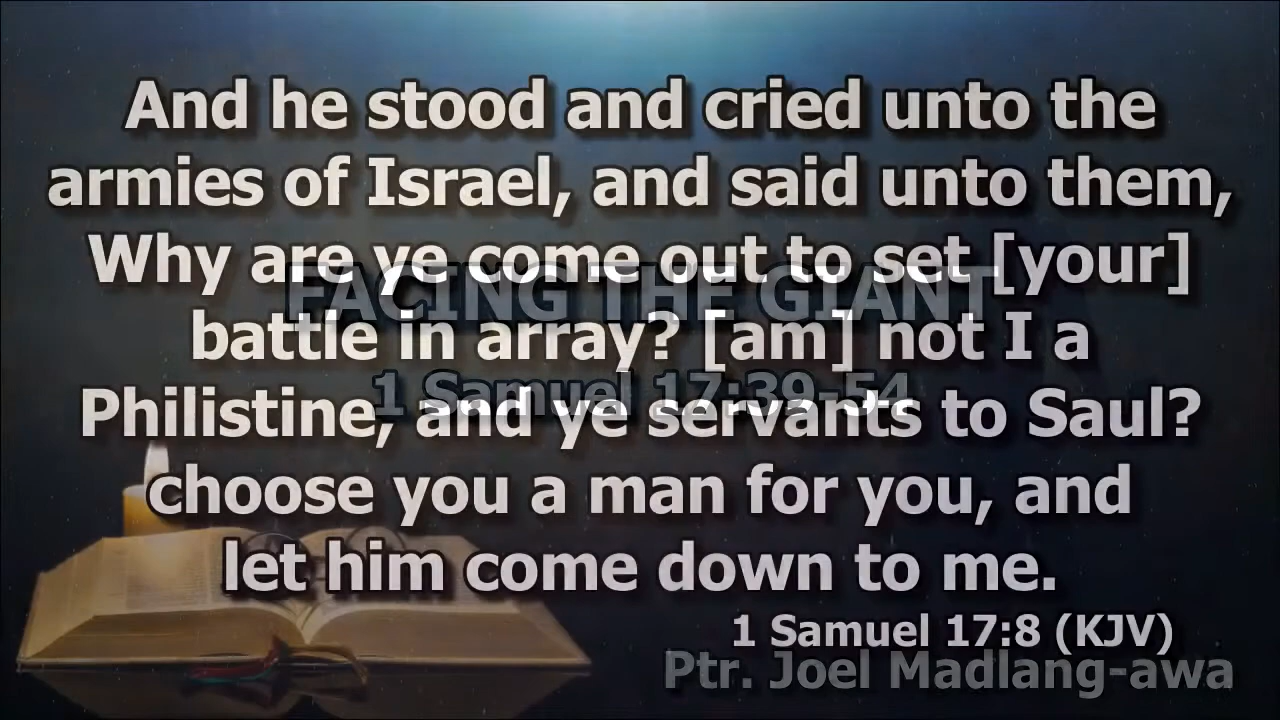 And he stood and cried unto the
armies of Israel, and said unto them,
Why are ye come out to set [your]
FACING THE GIANT
battle in array? [am] not I a
1 Samuel 17:39-54
Philistine, and ye servants to Saul?
choose you a man for you, and
let him come down to me.
1 Samuel 17:8 (KJV)
Ptr. Joel Madlang-awa